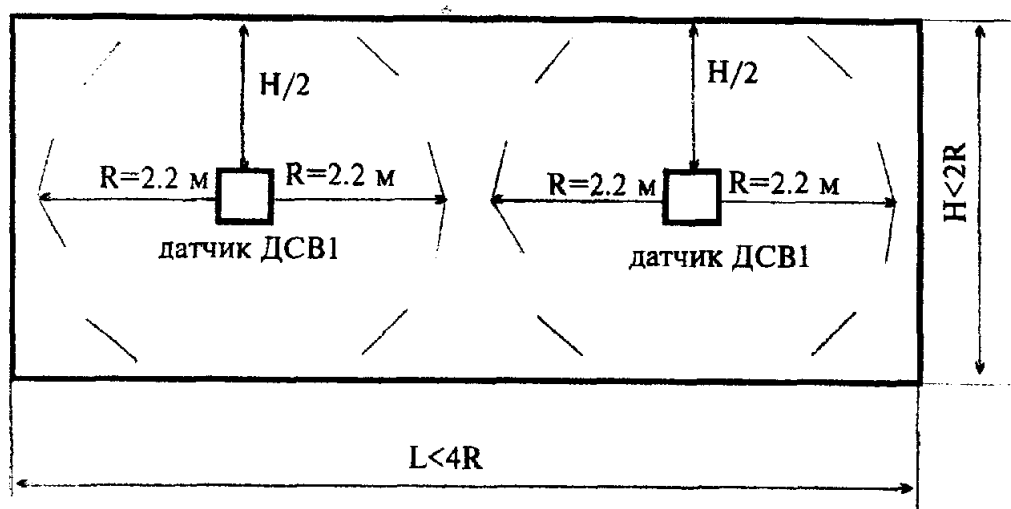 H/2
H/2
R=2.2 м
R=2.2 м
R=2.2 м
R=2.2 м
датчик ДСВ1
датчик ДСВ1
H<2R
L<4R